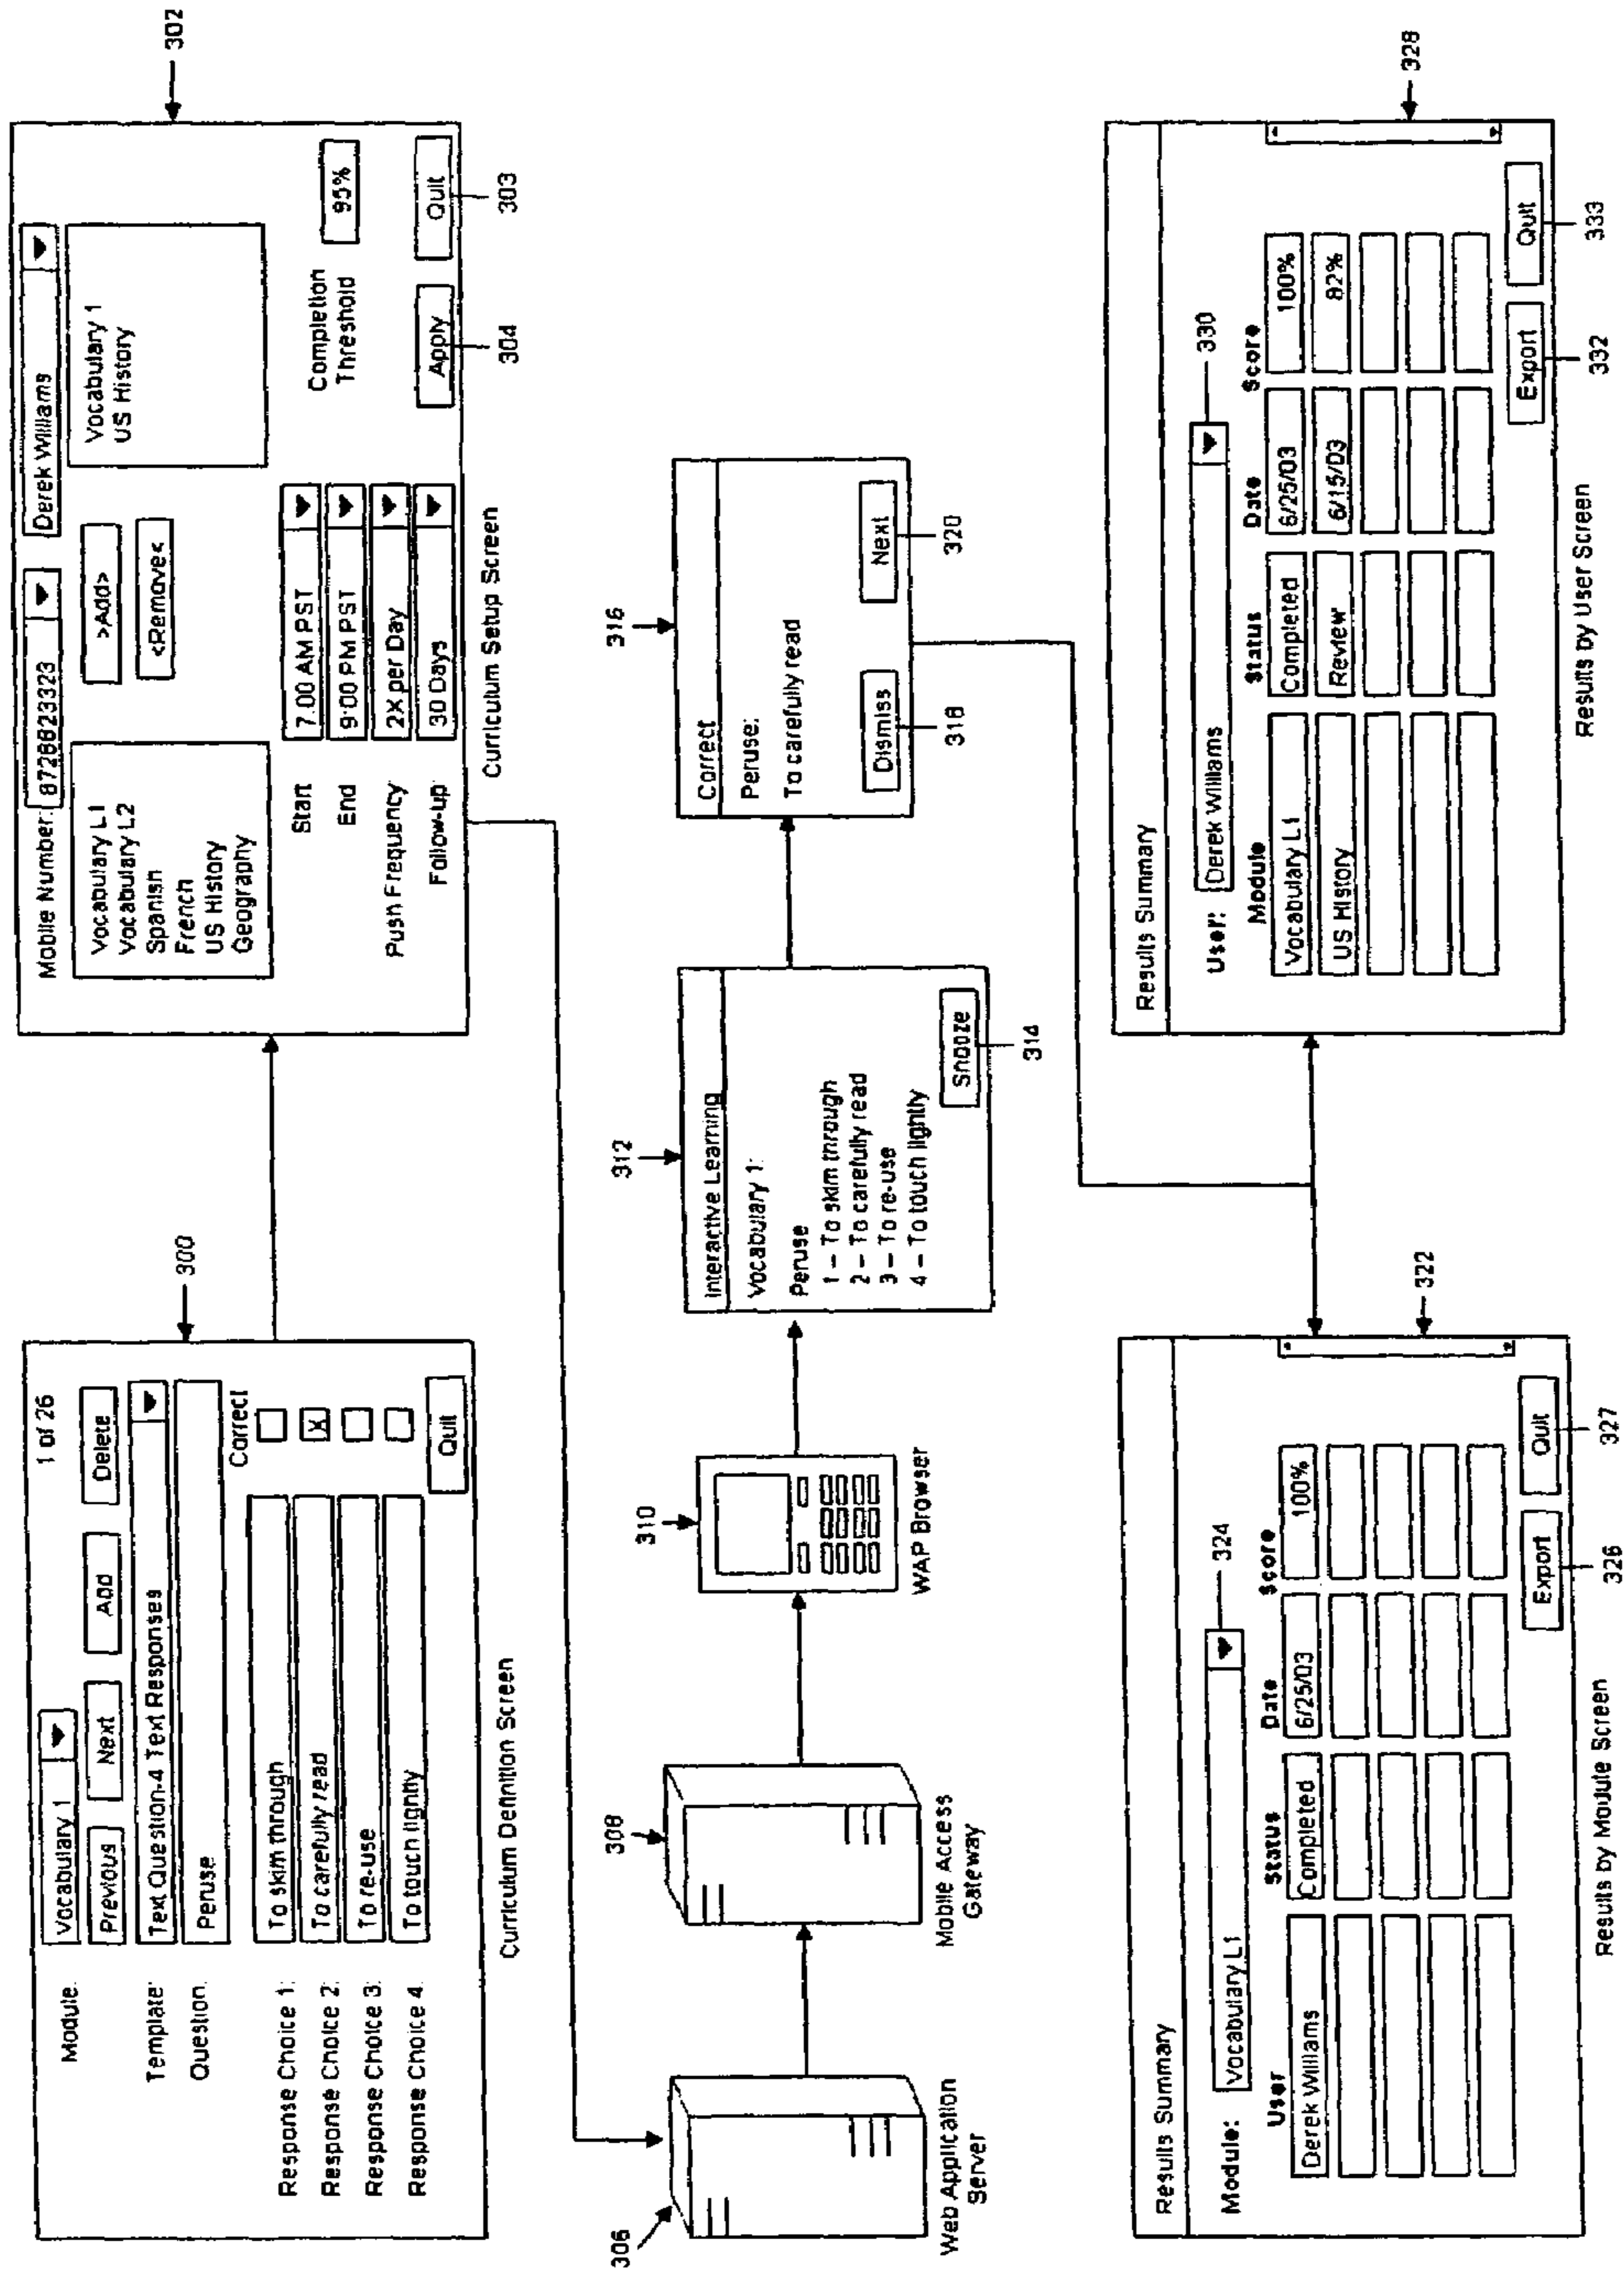 Module:
Vocabulary 1
1 of 26
Previous
Next
Add
Delete
Template:
Text Question-4 Text Responses
Question:
Peruse
Correct
Response Choice 1:
To skim through
Response Choice 2:
To carefully read
X
Response Choice 3:
To re-use
Response Choice 4:
To touch lightly
Quit
300
Curriculum Definition Screen
Mobile Number:
8728823323
Derek Williams
Vocabulary L1
Vocabulary L2
Spanish
French
US History
Geography
>Add>
<Remove<
Vocabulary 1
US History
Start
7:00 AM PST
End
9:00 PM PST
Push Frequency
2X per Day
Follow-up
30 Days
Completion
Threshold
95%
Apply
Quit
302
304
303
Curriculum Setup Screen
306
Web Application
Server
308
Mobile Access
Gateway
310
WAP Browser
312
Interactive Learning
Vocabulary 1:
Peruse
1 – To skim through
2 – To carefully read
3 – To re-use
4 – To touch lightly
Snooze
314
316
Correct
Peruse:
To carefully read
Dismiss
Next
318
320
Results Summary
Module:
Vocabulary L1
324
User
Status
Date
Score
Derek Williams
Completed
6/25/03
100%
Export
Quit
322
326
327
Results by Module Screen
Results Summary
User:
Derek Williams
330
Module
Status
Date
Score
Vocabulary L1
Completed
6/25/03
100%
US History
Review
6/15/03
82%
Export
Quit
328
332
333
Results by User Screen